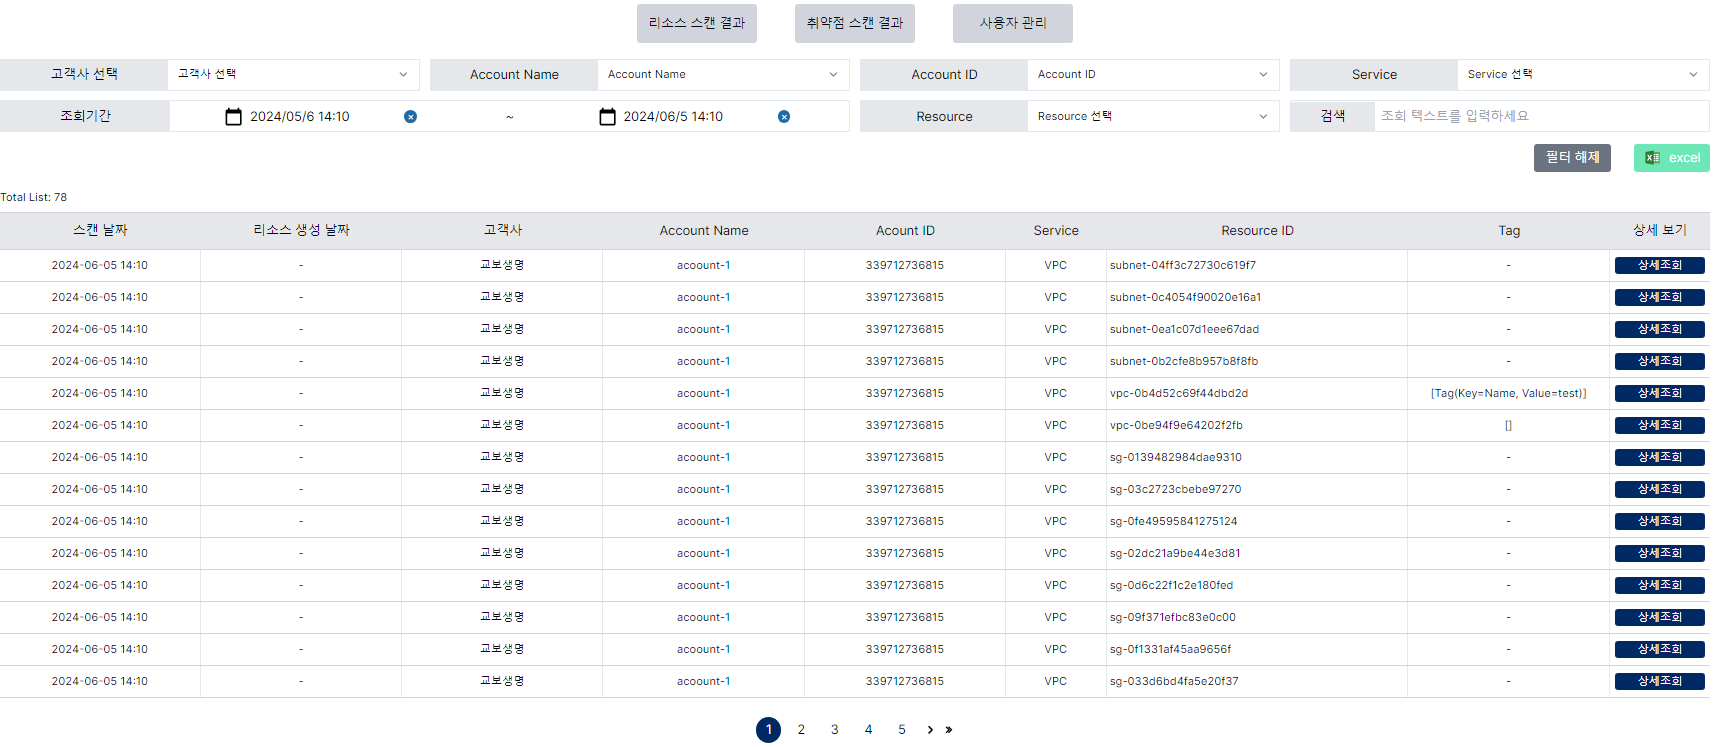 리소스 스캔 결과 취약점 스캔 결과 사용자 관리
고객사 선택 고객사 선택 Account Name Account Name Account ID Account ID Service Service 선택
조회기간 2024/05/6 14:10 ~ 2024/06/5 14:10 Resource Resource 선택 검색 조회 텍스트를 입력하세요
필터 해제 excel
Total List: 78
스캔 날짜 리소스 생성 날짜 고객사 Account Name Acount ID Service Resource ID Tag 상세 보기
2024-06-05 14:10 - 교보생명 acoount-1 339712736815 VPC subnet-04ff3c72730c619f7 - 상세조회
2024-06-05 14:10 - 교보생명 acoount-1 339712736815 VPC subnet-0c4054f90020e16a1 - 상세조회
2024-06-05 14:10 - 교보생명 acoount-1 339712736815 VPC subnet-0ea1c07d1eee67dad - 상세조회
2024-06-05 14:10 - 교보생명 acoount-1 339712736815 VPC subnet-0b2cfe8b957b8f8fb - 상세조회
2024-06-05 14:10 - 교보생명 acoount-1 339712736815 VPC vpc-0b4d52c69f44dbd2d [Tag(Key=Name, Value=test)] 상세조회
2024-06-05 14:10 - 교보생명 acoount-1 339712736815 VPC vpc-0be94f9e64202f2fb [] 상세조회
2024-06-05 14:10 - 교보생명 acoount-1 339712736815 VPC sg-0139482984dae9310 - 상세조회
2024-06-05 14:10 - 교보생명 acoount-1 339712736815 VPC sg-03c2723cbebe97270 - 상세조회
2024-06-05 14:10 - 교보생명 acoount-1 339712736815 VPC sg-0fe49595841275124 - 상세조회
2024-06-05 14:10 - 교보생명 acoount-1 339712736815 VPC sg-02dc21a9be44e3d81 - 상세조회
2024-06-05 14:10 - 교보생명 acoount-1 339712736815 VPC sg-0d6c22f1c2e180fed - 상세조회
2024-06-05 14:10 - 교보생명 acoount-1 339712736815 VPC sg-09f371efbc83e0c00 - 상세조회
2024-06-05 14:10 - 교보생명 acoount-1 339712736815 VPC sg-0f1331af45aa9656f - 상세조회
2024-06-05 14:10 - 교보생명 acoount-1 339712736815 VPC sg-033d6bd4fa5e20f37 - 상세조회
1 2 3 4 5 › »